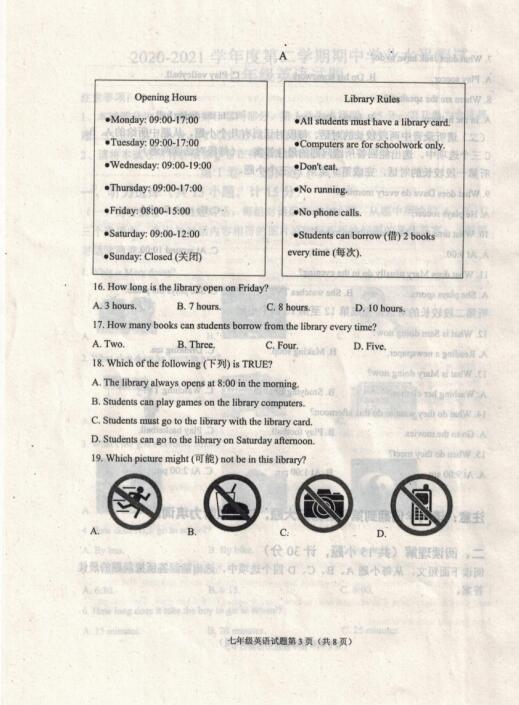 A
Opening Hours
●Monday: 09:00-17:00
●Tuesday: 09:00-17:00
●Wednesday: 09:00-19:00
●Thursday: 09:00-17:00
●Friday: 08:00-15:00
●Saturday: 09:00-12:00
●Sunday: Closed (关闭)
Library Rules
●All students must have a library card.
●Computers are for schoolwork only.
●Don't eat.
●No running.
●No phone calls.
●Students can borrow (借) 2 books
every time (每次).
16. How long is the library open on Friday?
A. 3 hours. B. 7 hours. C. 8 hours. D. 10 hours.
17. How many books can students borrow from the library every time?
A. Two. B. Three. C. Four. D. Five.
18. Which of the following (下列) is TRUE?
A. The library always opens at 8:00 in the morning.
B. Students can play games on the library computers.
C. Students must go to the library with the library card.
D. Students can go to the library on Saturday afternoon.
19. Which picture might (可能) not be in this library?
A. B. C. D.
七年级英语试题第 3 页（共 8 页）